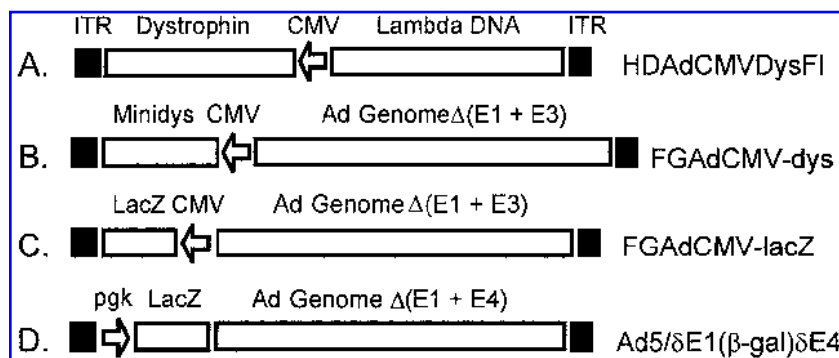 ITR Dystrophin CMV Lambda DNA ITR
A. HDAdCMVDysFl
Minidys CMV Ad Genome Δ(E1 + E3)
B. FGAdCMV-dys
LacZ CMV Ad Genome Δ(E1 + E3)
C. FGAdCMV-lacZ
pgk LacZ Ad Genome Δ(E1 + E4)
D. Ad5/δE1(β-gal)δE4